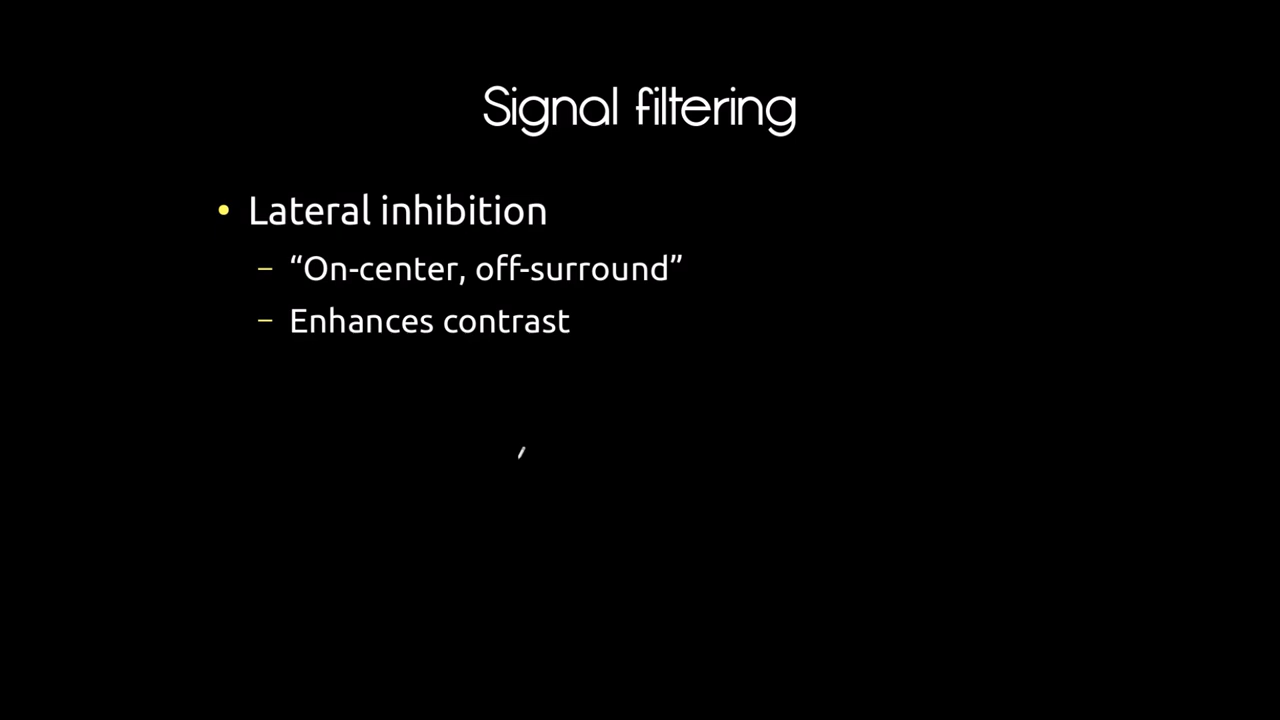 Signal filtering
• Lateral inhibition
– “On-center, off-surround”
– Enhances contrast